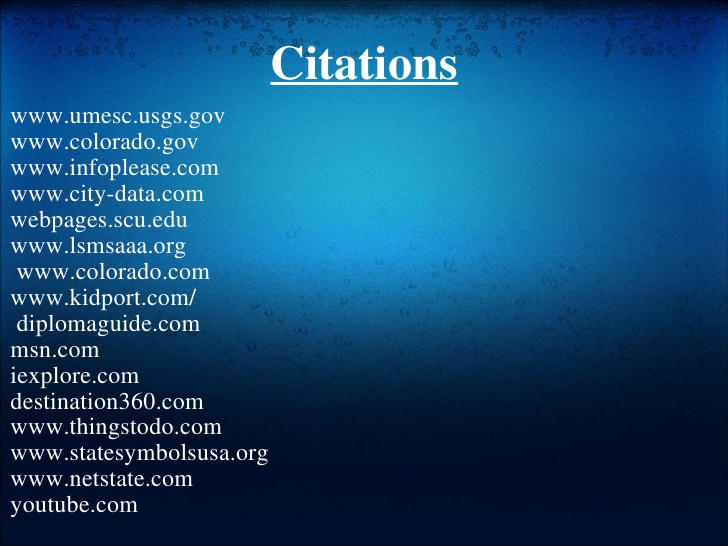 Citations
www.umesc.usgs.gov
www.colorado.gov
www.infoplease.com
www.city-data.com
webpages.scu.edu
www.lsmsaaa.org
www.colorado.com
www.kidport.com/
diplomaguide.com
msn.com
iexplore.com
destination360.com
www.thingstodo.com
www.statesymbolsusa.org
www.netstate.com
youtube.com